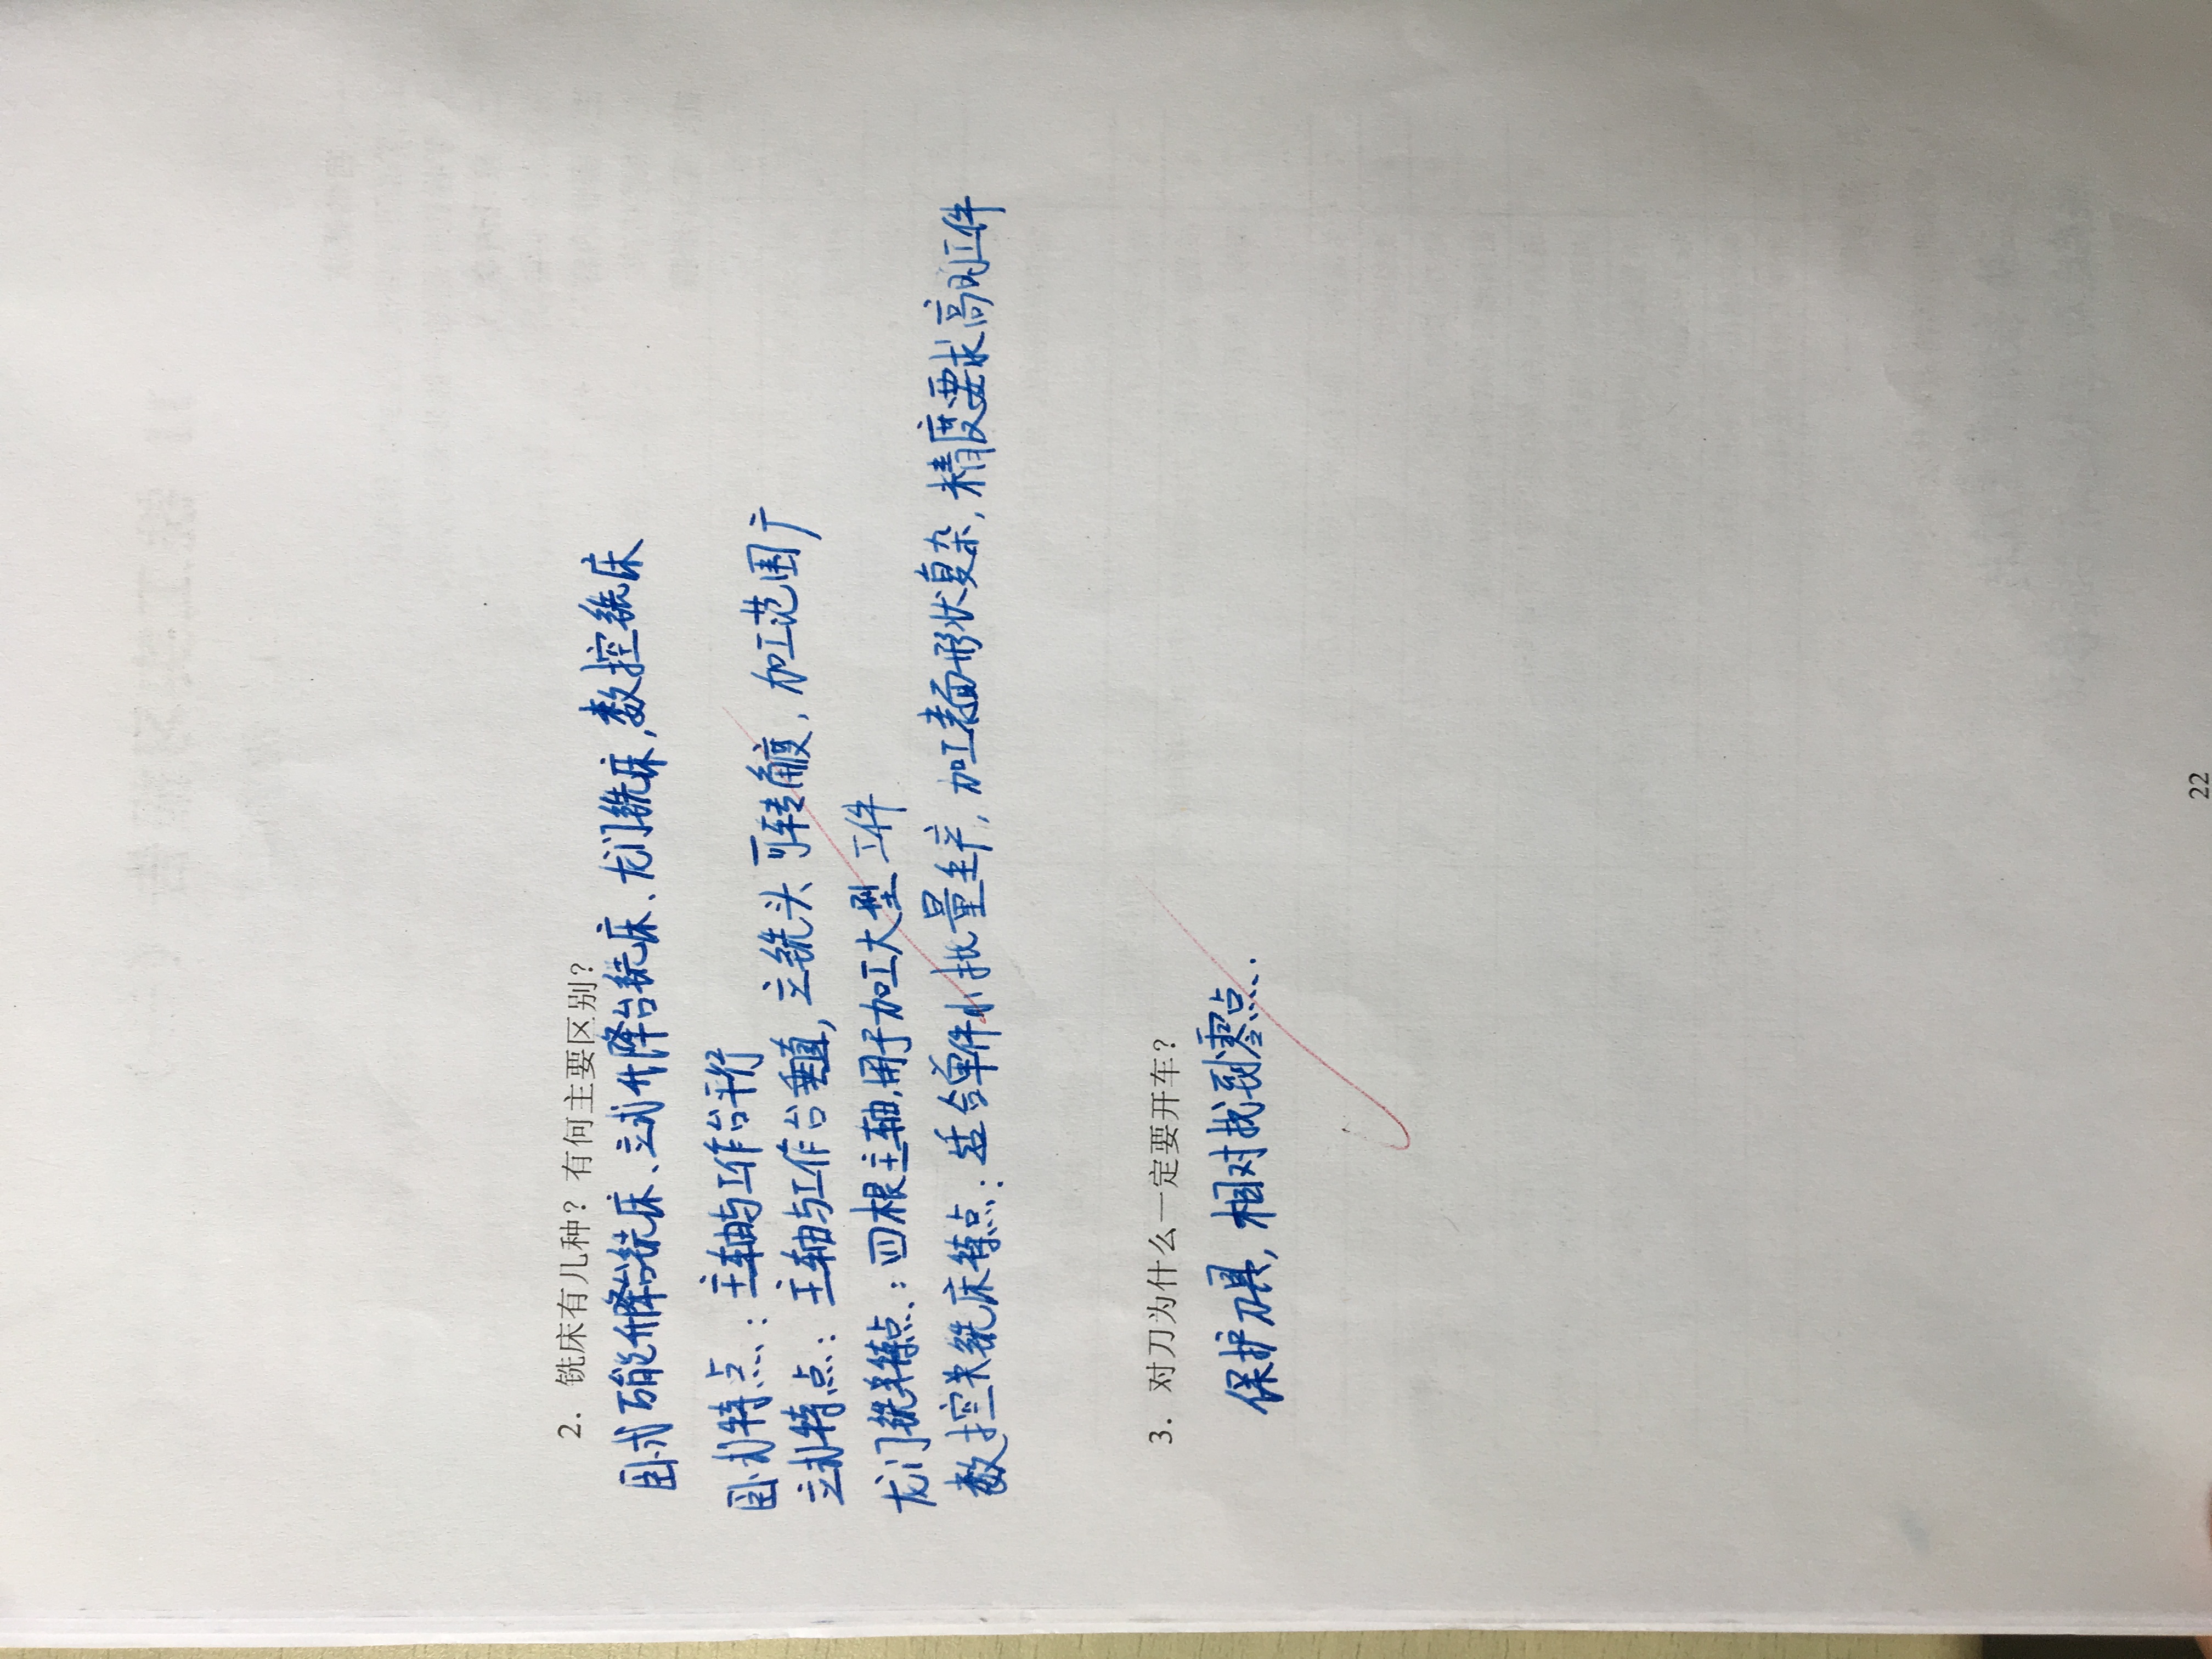 2. 铣床有几种？有何主要区别？
卧式万能升降台铣床、立式升降台铣床、龙门铣床,数控铣床
卧式特点：主轴与工作台平行
立式特点：主轴与工作台垂直,立铣头可转角度,加工范围广
龙门铣床特点：四根主轴,用于加工大型工件
数控铣床特点：适合单件小批量生产,加工表面形状复杂,精度要求高的工件
3. 对刀为什么一定要开车？
保护刀具,相对找到零点.
22